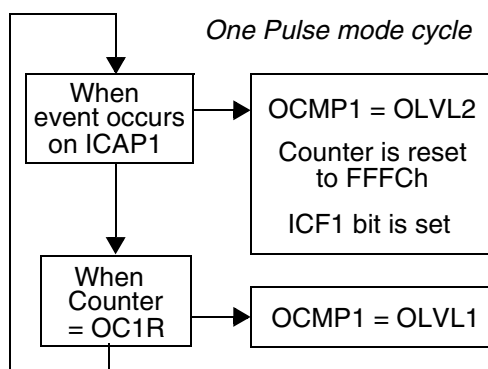 One Pulse mode cycle
When
event occurs
on ICAP1
OCMP1 = OLVL2
Counter is reset
to FFFCh
ICF1 bit is set
When
Counter
= OC1R
OCMP1 = OLVL1